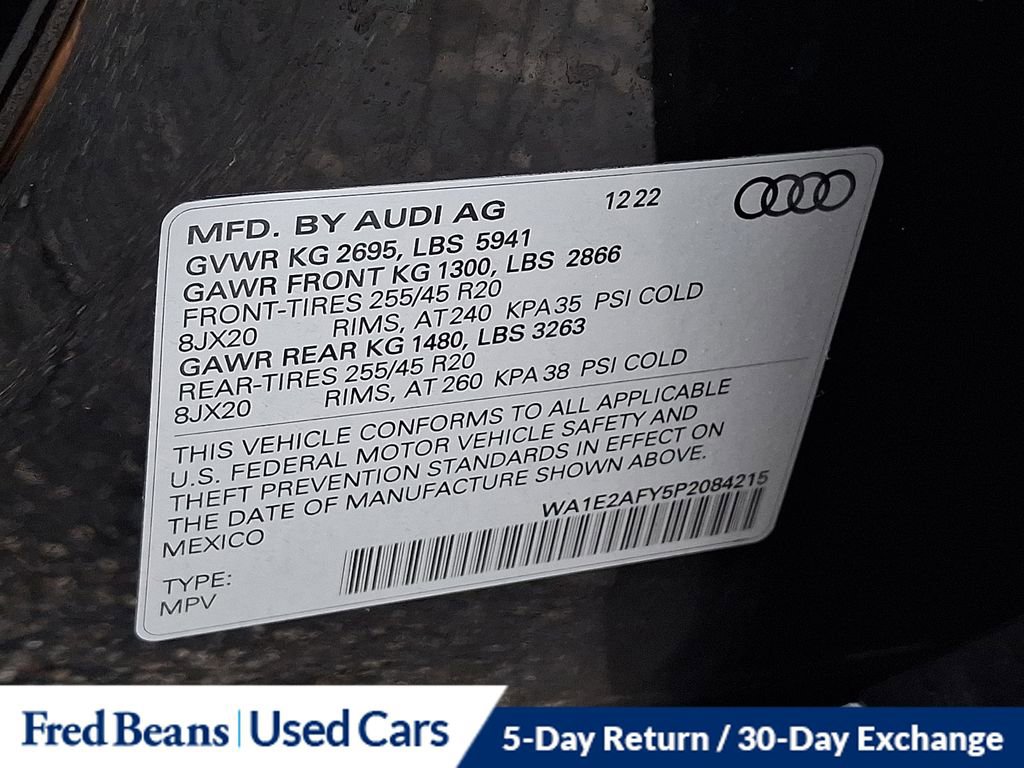 MFD. BY AUDI AG 12 22
GVWR KG 2695, LBS 5941
GAWR FRONT KG 1300, LBS 2866
FRONT-TIRES 255/45 R20
8JX20 RIMS, AT 240 KPA 35 PSI COLD
GAWR REAR KG 1480, LBS 3263
REAR-TIRES 255/45 R20
8JX20 RIMS, AT 260 KPA 38 PSI COLD
THIS VEHICLE CONFORMS TO ALL APPLICABLE
U.S. FEDERAL MOTOR VEHICLE SAFETY AND
THEFT PREVENTION STANDARDS IN EFFECT ON
THE DATE OF MANUFACTURE SHOWN ABOVE.
MEXICO WA1E2AFY5P2084215
TYPE:
MPV
Fred Beans | Used Cars
5-Day Return / 30-Day Exchange